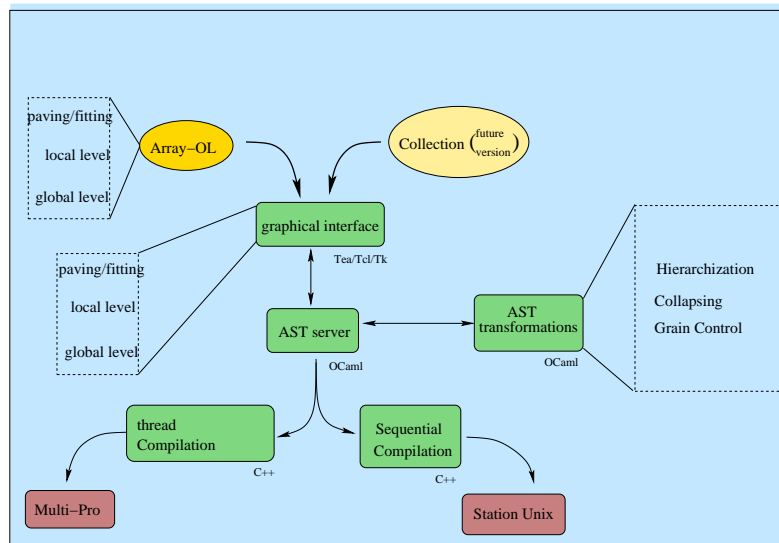 paving/fitting
local level
global level
Array-OL
Collection (future version)
graphical interface
Tea/Tcl/Tk
paving/fitting
local level
global level
AST server
OCaml
AST
transformations
OCaml
Hierarchization
Collapsing
Grain Control
thread
Compilation
C++
Sequential
Compilation
C++
Multi-Pro
Station Unix